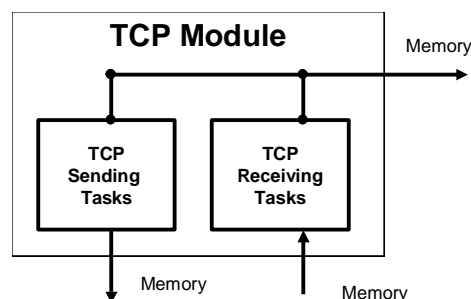 TCP Module
Memory
TCP
Sending
Tasks
TCP
Receiving
Tasks
Memory
Memory